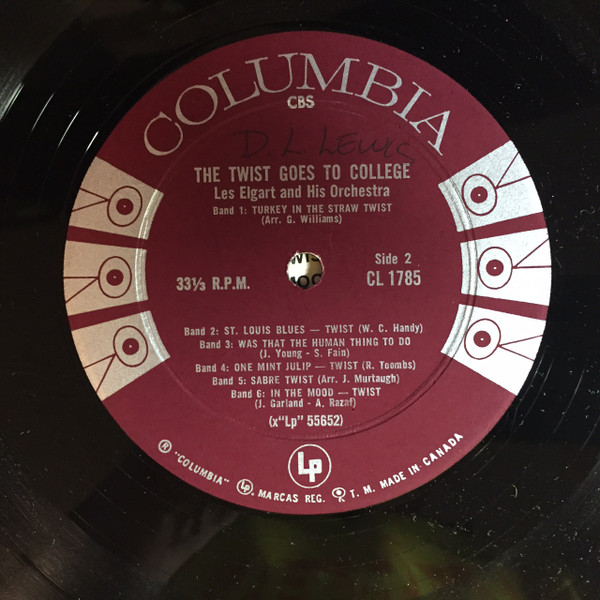 COLUMBIA
CBS
D. L LEWIS
THE TWIST GOES TO COLLEGE
Les Elgart and His Orchestra
Band 1: TURKEY IN THE STRAW TWIST
(Arr. G. Williams)
33⅓ R.P.M.
Side 2
CL 1785
Band 2: ST. LOUIS BLUES — TWIST (W. C. Handy)
Band 3: WAS THAT THE HUMAN THING TO DO
(J. Young - S. Fain)
Band 4: ONE MINT JULIP — TWIST (R. Toombs)
Band 5: SABRE TWIST (Arr. J. Murtaugh)
Band 6: IN THE MOOD — TWIST
(J. Garland - A. Razaf)
(x"Lp" 55652)
Lp
® "COLUMBIA" Lp. MARCAS REG. T. M. MADE IN CANADA